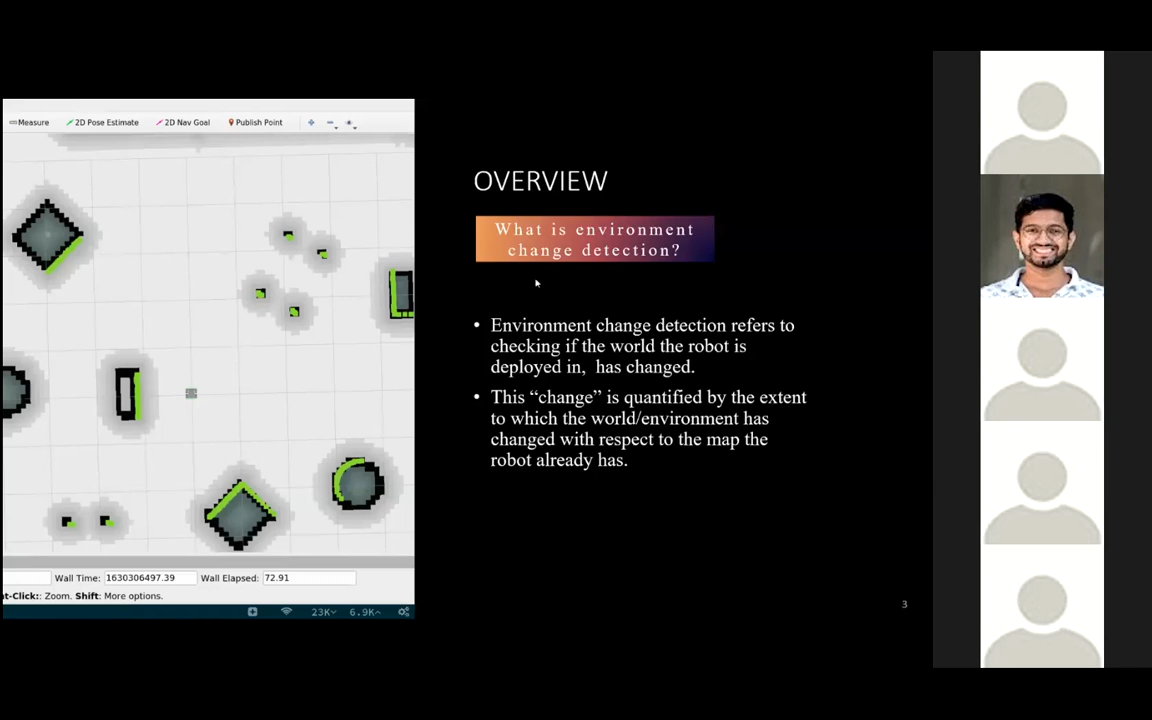 Measure 2D Pose Estimate 2D Nav Goal Publish Point
OVERVIEW
What is environment
change detection?
• Environment change detection refers to
checking if the world the robot is
deployed in, has changed.
• This “change” is quantified by the extent
to which the world/environment has
changed with respect to the map the
robot already has.
Wall Time: 1630306497.39 Wall Elapsed: 72.91
t-Click: Zoom. Shift: More options.
23K 6.9K
3